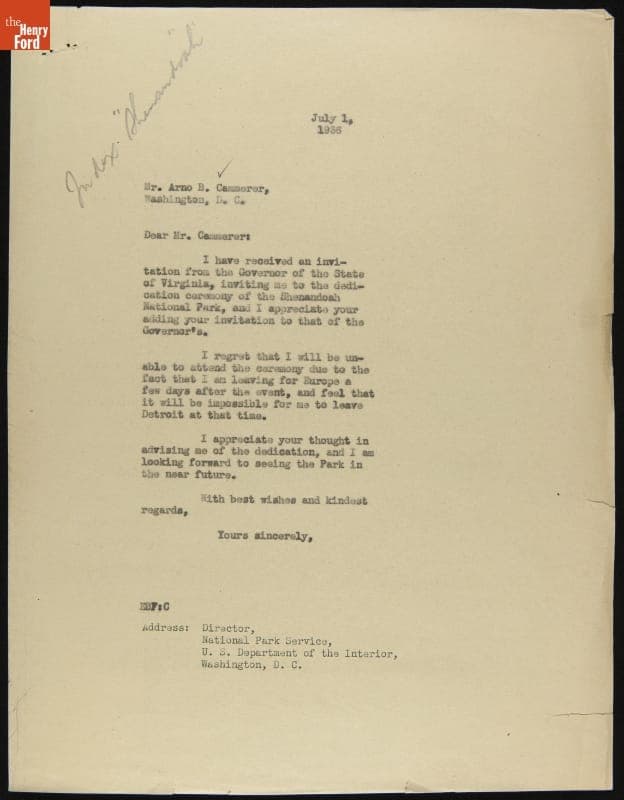 the
Henry
Ford
Index "Shenandoah"
July 1,
1936
Mr. Arno B. Cammerer,
Washington, D. C.
Dear Mr. Cammerer:
I have received an invi-
tation from the Governor of the State
of Virginia, inviting me to the dedi-
cation ceremony of the Shenandoah
National Park, and I appreciate your
adding your invitation to that of the
Governor's.
I regret that I will be un-
able to attend the ceremony due to the
fact that I am leaving for Europe a
few days after the event, and feel that
it will be impossible for me to leave
Detroit at that time.
I appreciate your thought in
advising me of the dedication, and I am
looking forward to seeing the Park in
the near future.
With best wishes and kindest
regards,
Yours sincerely,
EBF:C
Address: Director,
National Park Service,
U. S. Department of the Interior,
Washington, D. C.